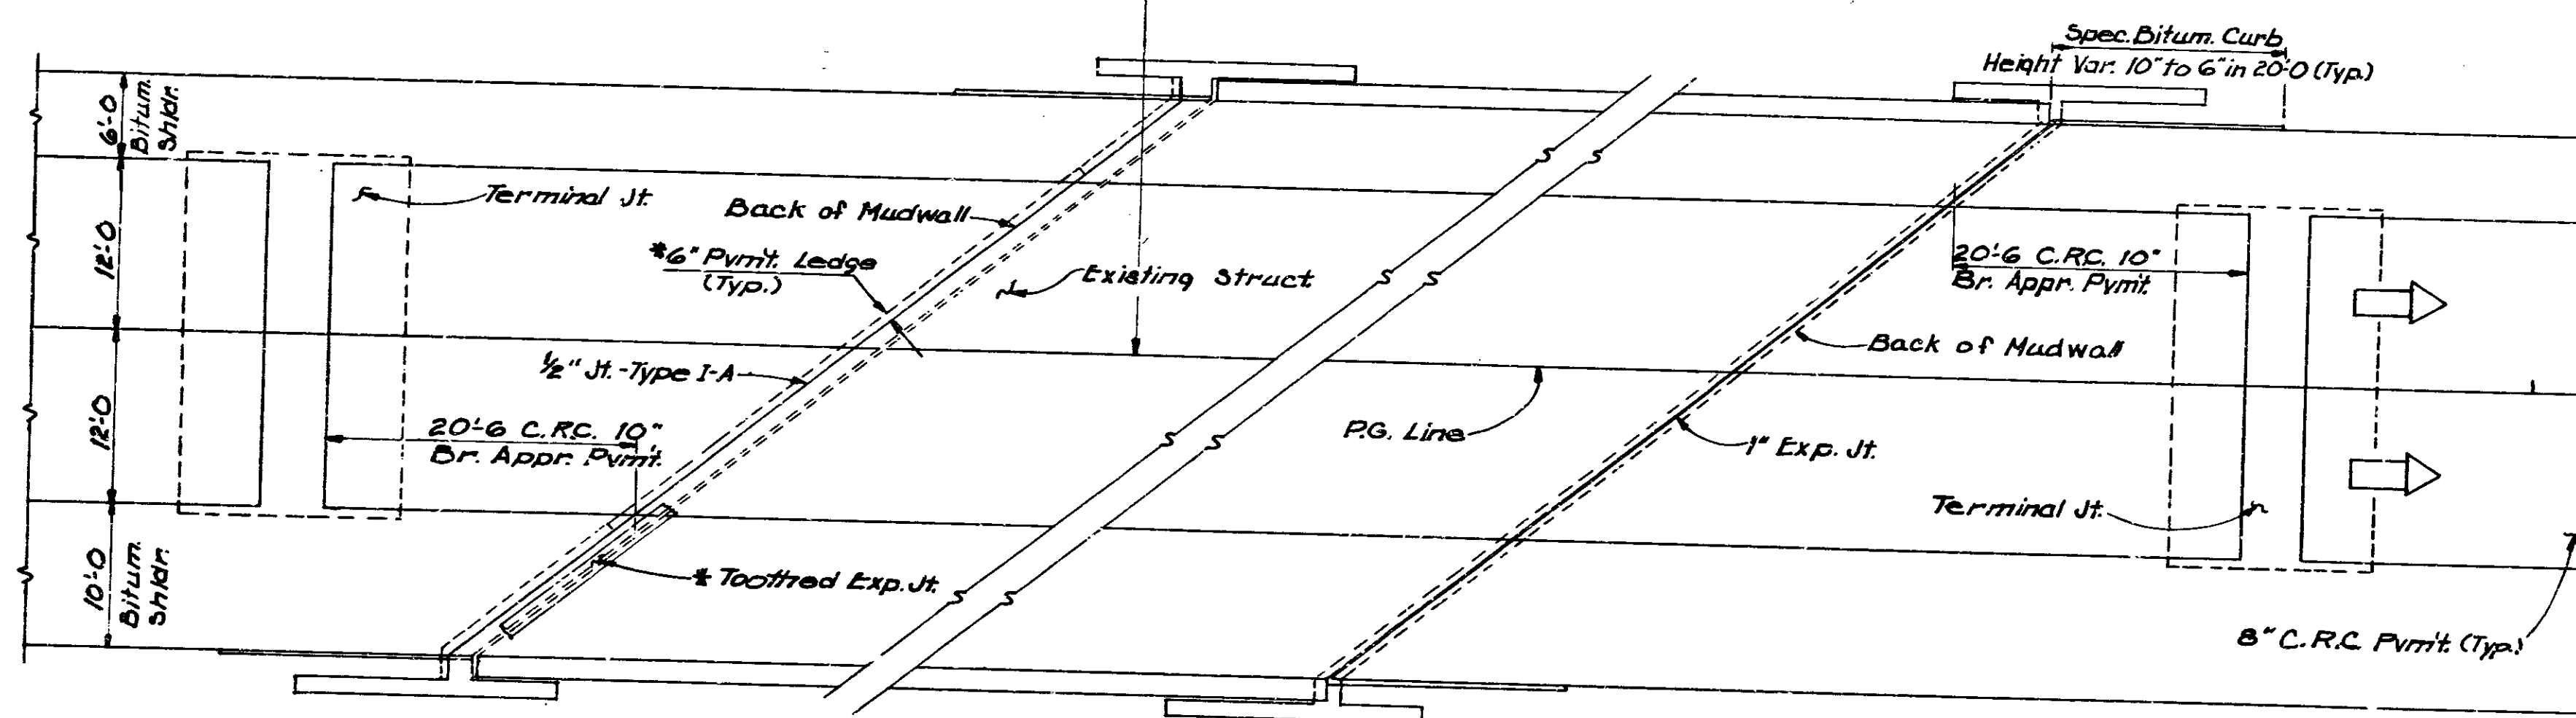 Spec. Bitum. Curb
Height Var. 10" to 6" in 20'-0 (Typ.)
6'-0
Bitum.
Shldr.
12'-0
12'-0
10'-0
Bitum.
Shldr.
Terminal Jt.
Back of Mudwall
*6" Pvm't. Ledge
(Typ.)
Existing Struct.
1/2" Jt.-Type I-A
20'-6 C.R.C. 10"
Br. Appr. Pvm't.
* Toothed Exp. Jt.
P.G. Line
20'-6 C.R.C. 10"
Br. Appr. Pvm't.
Back of Mudwall
1" Exp. Jt.
Terminal Jt.
8" C.R.C. Pvm't. (Typ.)